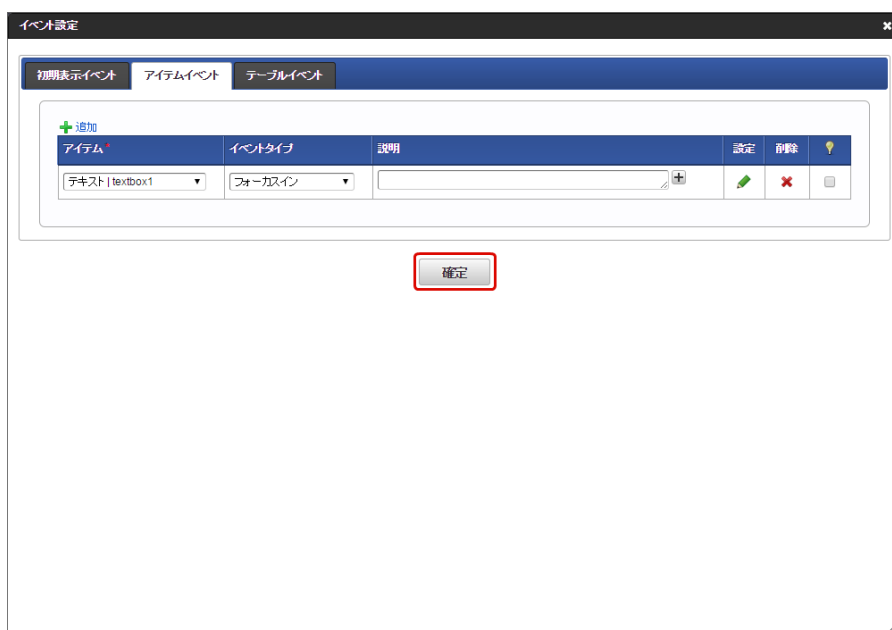 イベント設定
初期表示イベント アイテムイベント テーブルイベント
追加
アイテム* イベントタイプ 説明 設定 削除
テキスト | textbox1 フォーカスイン
確定